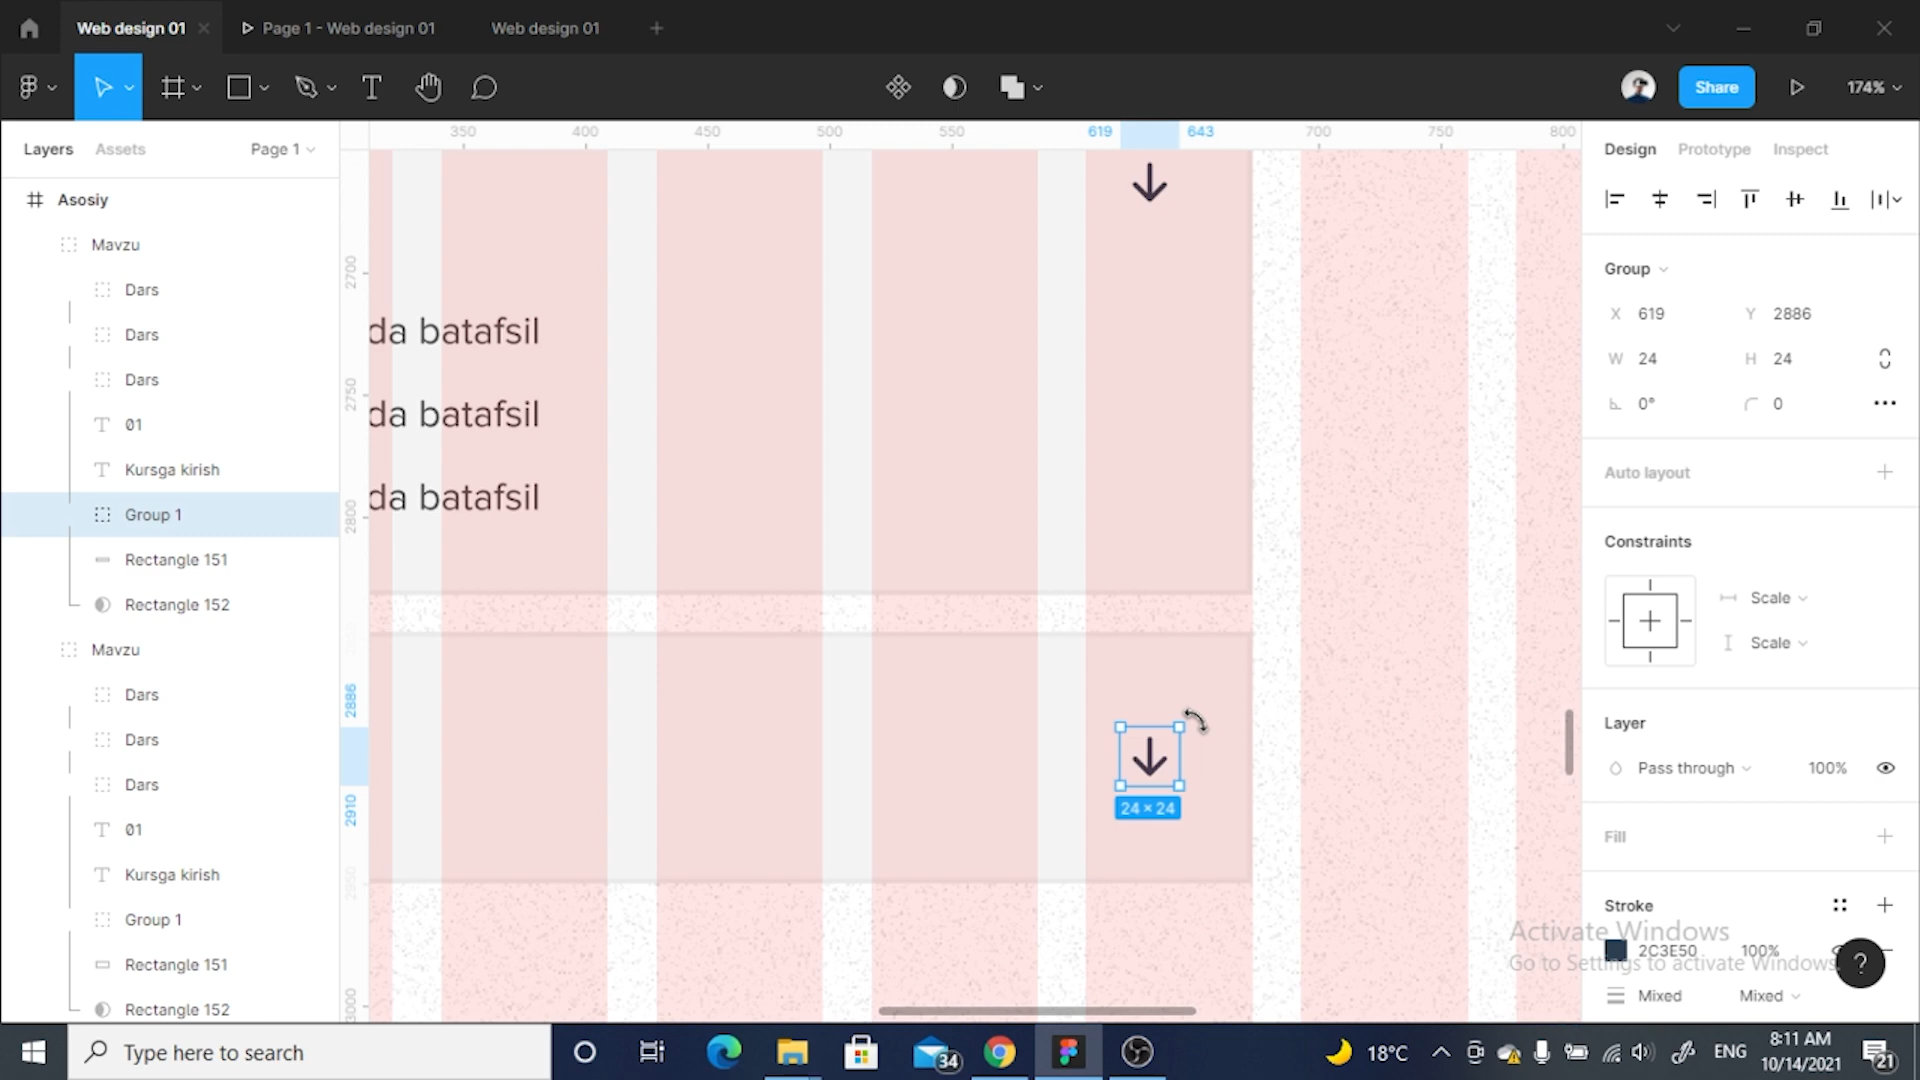 Web design 01
Page 1 - Web design 01
Web design 01
Share
174%
Layers
Assets
Page 1
350
400
450
500
550
619
643
700
750
800
Design
Prototype
Inspect
Asosiy
Mavzu
Dars
Dars
Dars
01
Kursga kirish
Group 1
Rectangle 151
Rectangle 152
Mavzu
Dars
Dars
Dars
01
Kursga kirish
Group 1
Rectangle 151
Rectangle 152
2700
2750
2800
2886
2910
2950
3000
da batafsil
da batafsil
da batafsil
24 × 24
Group
X 619 Y 2886
W 24 H 24
0° 0
Auto layout
Constraints
Scale
Scale
Layer
Pass through 100%
Fill
Stroke
2C3E50 100%
Mixed Mixed
Activate Windows
Go to Settings to activate Windows.
?
Type here to search
34
18°C
ENG
8:11 AM
10/14/2021
21